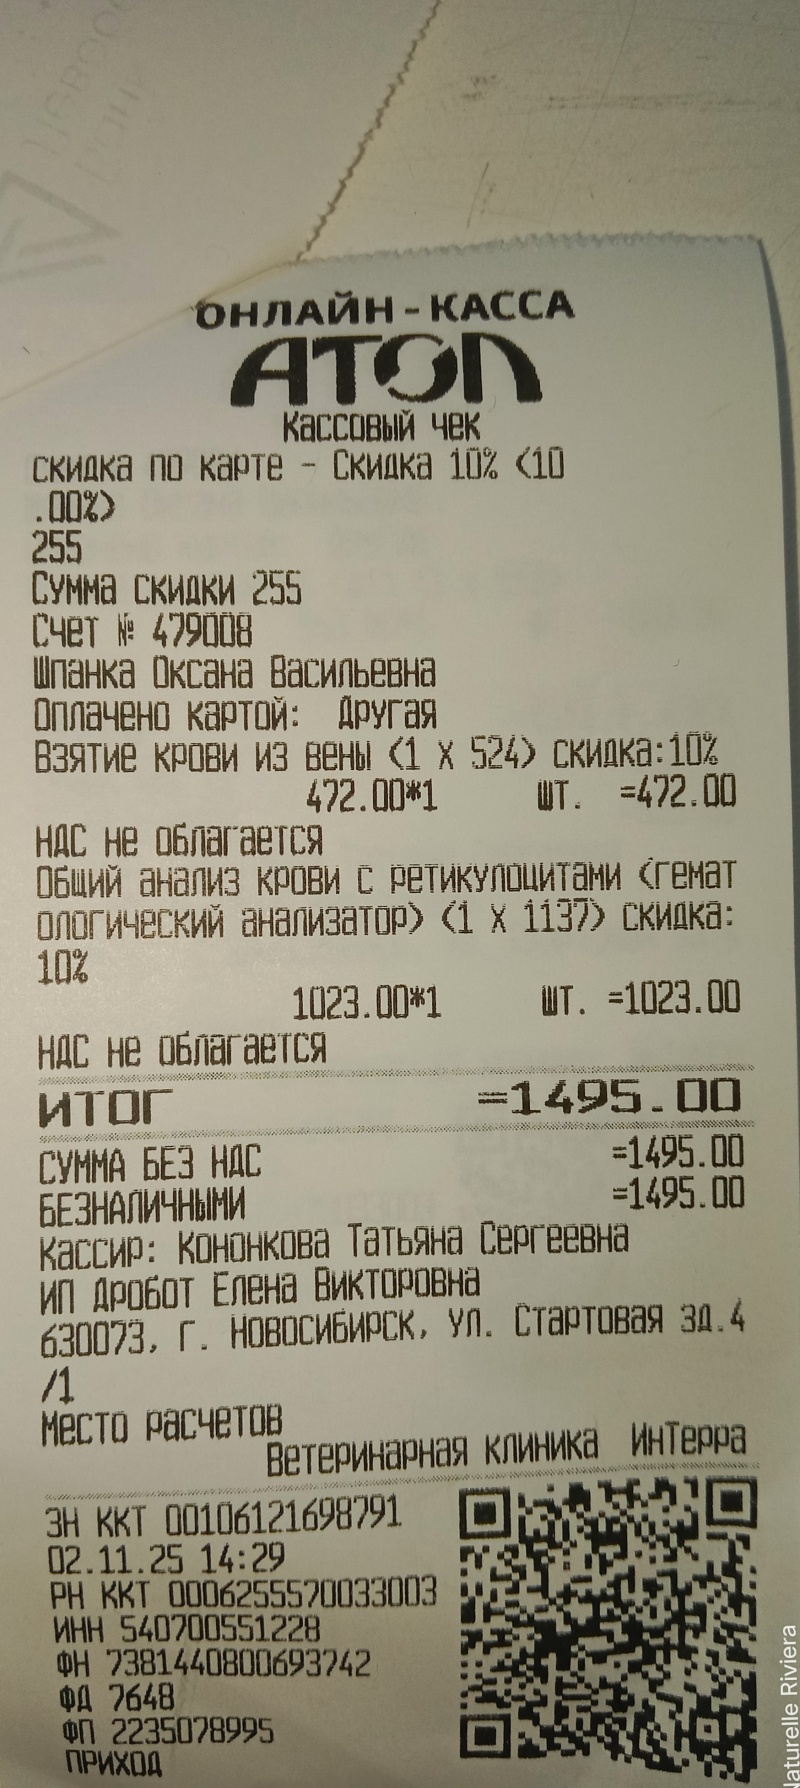 ОНЛАЙН-КАССА
АТОЛ
Кассовый чек
скидка по карте - Скидка 10% (10
.00%)
255
Сумма скидки 255
Счет № 479008
Шпанка Оксана Васильевна
Оплачено картой: Другая
Взятие крови из вены (1 X 524) скидка:10%
472.00*1 шт. =472.00
НДС не облагается
Общий анализ крови с ретикулоцитами (гемат
ологический анализатор) (1 X 1137) скидка:
10%
1023.00*1 шт. =1023.00
НДС не облагается
ИТОГ =1495.00
СУММА БЕЗ НДС =1495.00
БЕЗНАЛИЧНЫМИ =1495.00
Кассир: Кононкова Татьяна Сергеевна
ИП Дробот Елена Викторовна
630073, г. Новосибирск, ул. Стартовая зд.4
/1
Место расчетов
Ветеринарная клиника ИнТерра
ЗН ККТ 00106121698791
02.11.25 14:29
РН ККТ 0006255570033003
ИНН 540700551228
ФН 7381440800693742
ФД 7648
ФП 2235078995
ПРИХОД
Naturelle Riviera